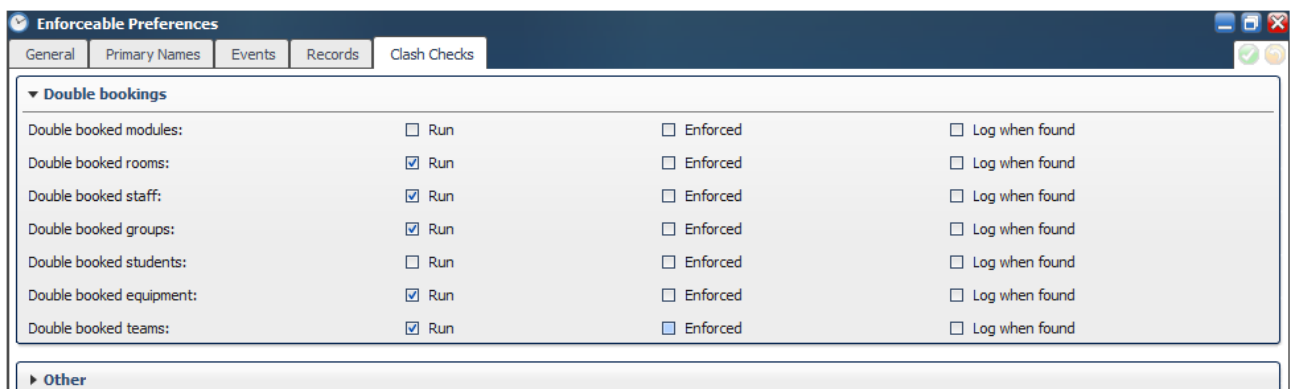 Enforceable Preferences
General Primary Names Events Records Clash Checks
Double bookings
Double booked modules: Run Enforced Log when found
Double booked rooms: Run Enforced Log when found
Double booked staff: Run Enforced Log when found
Double booked groups: Run Enforced Log when found
Double booked students: Run Enforced Log when found
Double booked equipment: Run Enforced Log when found
Double booked teams: Run Enforced Log when found
Other